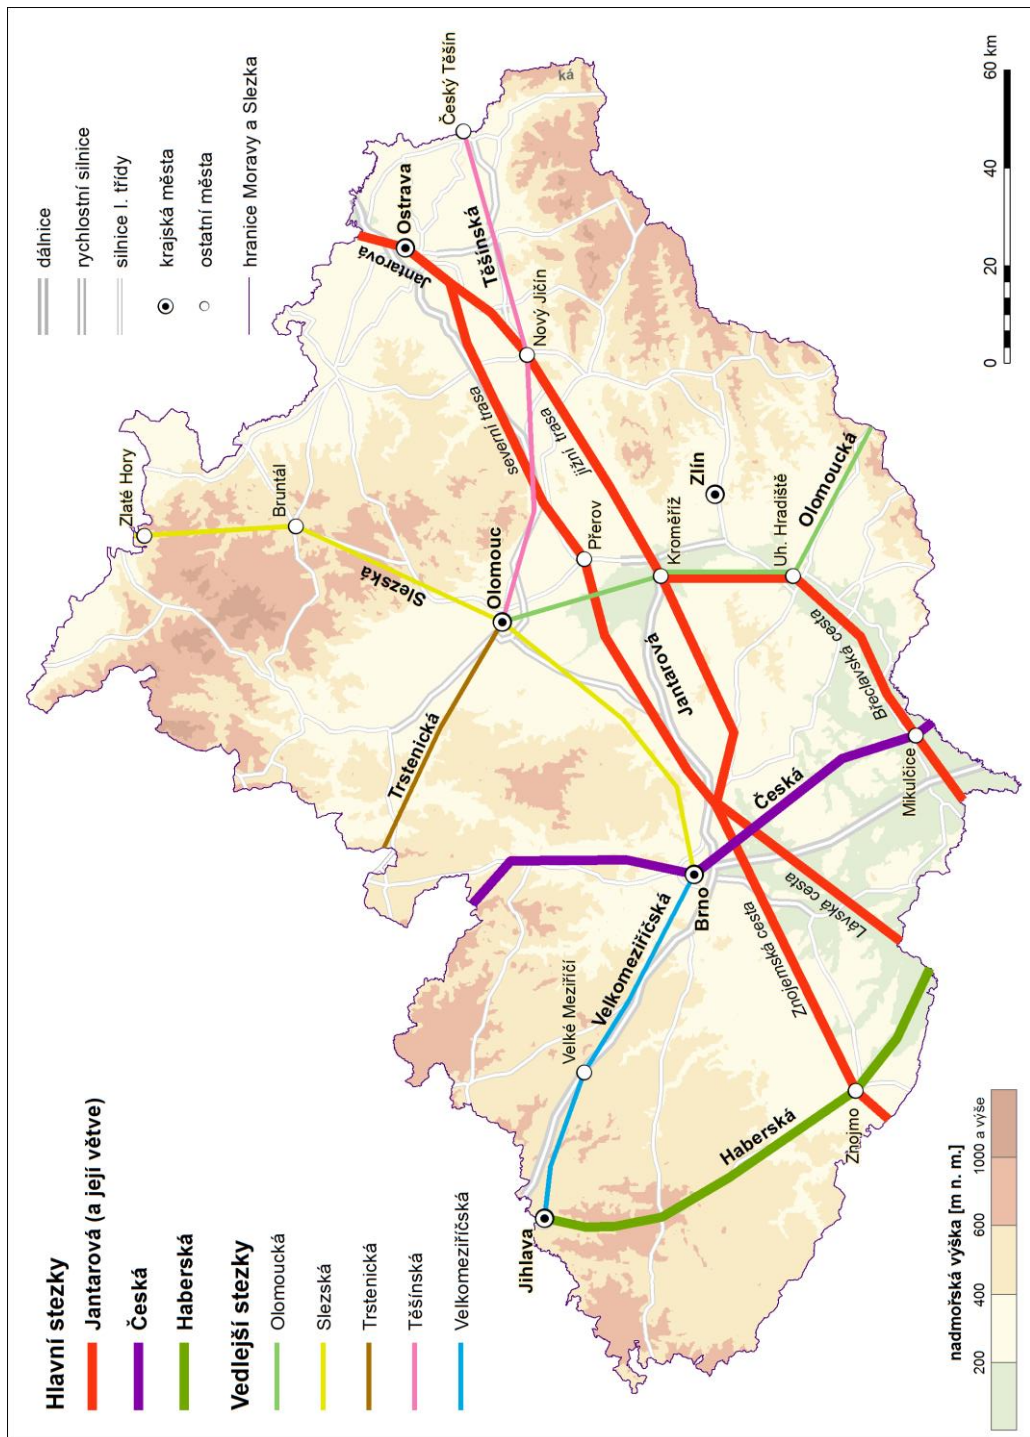 Hlavní stezky
Jantarová (a její větve)
Česká
Haberská
Vedlejší stezky
Olomoucká
Slezská
Trstenická
Těšínská
Velkomeziříčská
dálnice
rychlostní silnice
silnice I. třídy
krajská města
ostatní města
hranice Moravy a Slezka
Zlaté Hory
Bruntál
Slezská
Olomouc
Trstenická
Jantarová
Ostrava
Český Těšín
Těšínská
Nový Jičín
severní trasa
jižní trasa
Přerov
Kroměříž
Zlín
Uh. Hradiště
Olomoucká
Jantarová
Břeclavská cesta
Mikulčice
Česká
Brno
Velkomeziříčská
Velké Meziříčí
Jihlava
Haberská
Znojmo
Znojemská cesta
Lávská cesta
ká
nadmořská výška [m n. m.]
200
400
600
1000 a výše
0
20
40
60 km